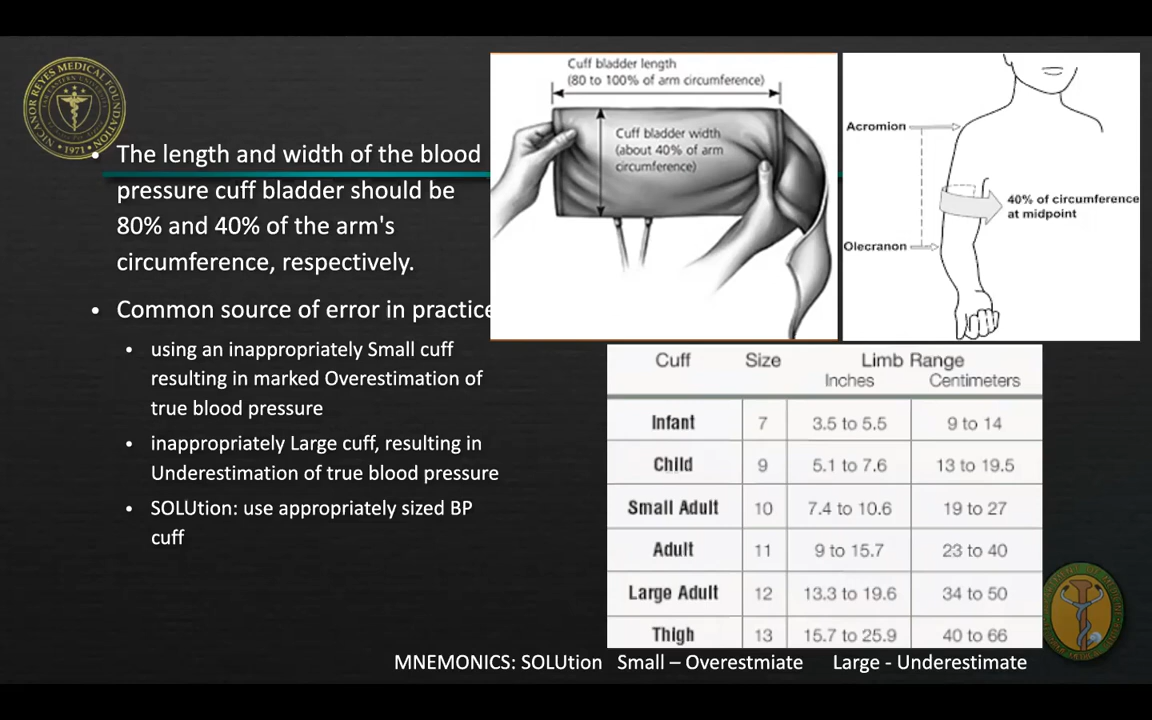 NICANOR REYES MEDICAL FOUNDATION
1971
• The length and width of the blood
pressure cuff bladder should be
80% and 40% of the arm's
circumference, respectively.
• Common source of error in practice
• using an inappropriately Small cuff
resulting in marked Overestimation of
true blood pressure
• inappropriately Large cuff, resulting in
Underestimation of true blood pressure
• SOLUtion: use appropriately sized BP
cuff
Cuff bladder length
(80 to 100% of arm circumference)
Cuff bladder width
(about 40% of arm
circumference)
Acromion
40% of circumference
at midpoint
Olecranon
Cuff Size Limb Range
Inches Centimeters
Infant 7 3.5 to 5.5 9 to 14
Child 9 5.1 to 7.6 13 to 19.5
Small Adult 10 7.4 to 10.6 19 to 27
Adult 11 9 to 15.7 23 to 40
Large Adult 12 13.3 to 19.6 34 to 50
Thigh 13 15.7 to 25.9 40 to 66
MNEMONICS: SOLUtion Small – Overestmiate Large - Underestimate